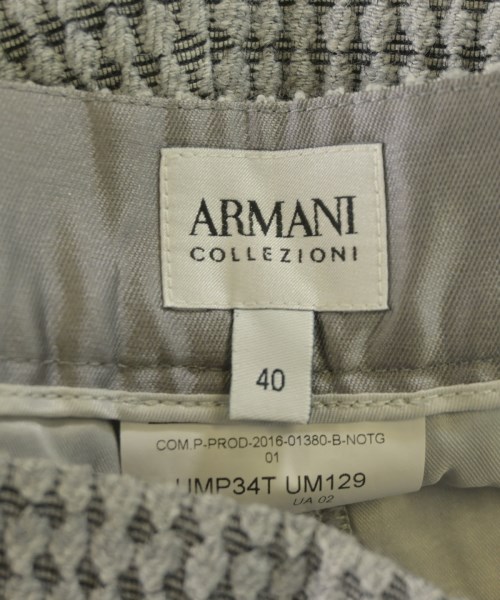 ARMANI
COLLEZIONI
40
COM.P-PROD-2016-01380-B-NOTG
01
UMP34T UM129
UA 02